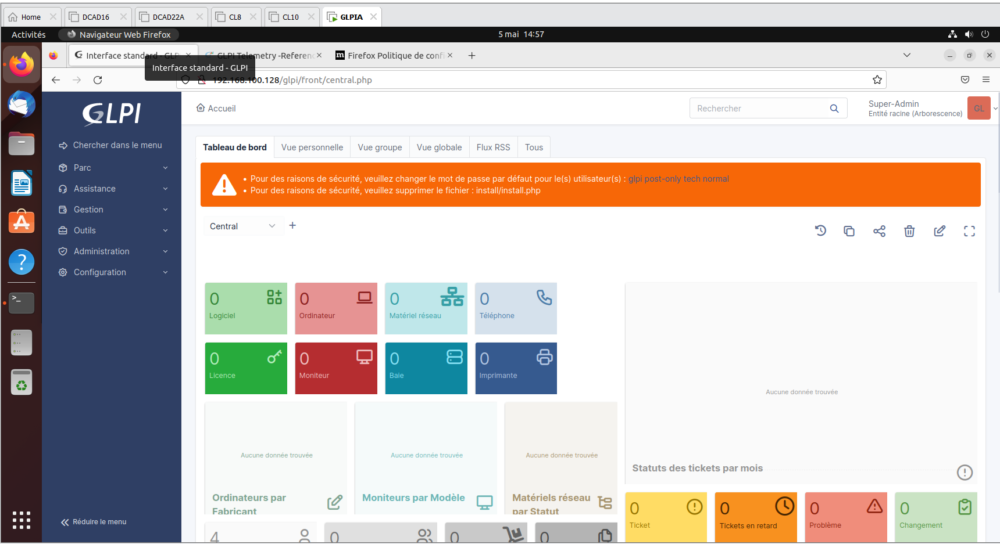 Home
DCAD16
DCAD22A
CL8
CL10
GLPIA
Activités
Navigateur Web Firefox
5 mai 14:57
Interface standard - GLP
GLPI Telemetry -Referenc
Firefox Politique de confi
Interface standard - GLPI
192.168.100.128/glpi/front/central.php
GLPI
Accueil
Rechercher
Super-Admin
Entité racine (Arborescence)
GL
Chercher dans le menu
Parc
Assistance
Gestion
Outils
Administration
Configuration
Réduire le menu
Tableau de bord
Vue personnelle
Vue groupe
Vue globale
Flux RSS
Tous
• Pour des raisons de sécurité, veuillez changer le mot de passe par défaut pour le(s) utilisateur(s) : glpi post-only tech normal
• Pour des raisons de sécurité, veuillez supprimer le fichier : install/install.php
Central
0
Logiciel
0
Ordinateur
0
Matériel réseau
0
Téléphone
0
Licence
0
Moniteur
0
Baie
0
Imprimante
Aucune donnée trouvée
Statuts des tickets par mois
Aucune donnée trouvée
Ordinateurs par
Fabricant
Aucune donnée trouvée
Moniteurs par Modèle
Aucune donnée trouvée
Matériels réseau
par Statut
0
Ticket
0
Tickets en retard
0
Problème
0
Changement
4
0
0
0